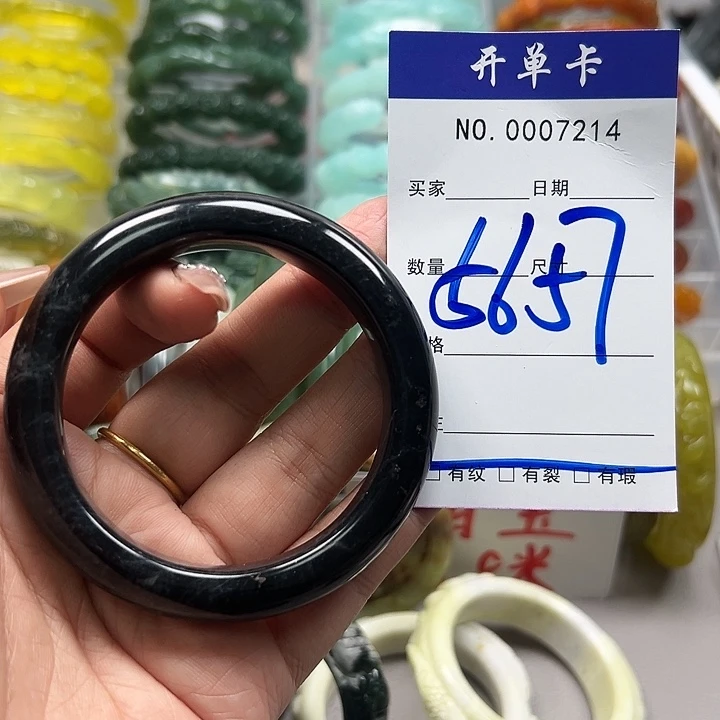 开单卡
NO. 0007214
买家 日期
数量 尺寸
5657
格
□有纹 □有裂 □有瑕